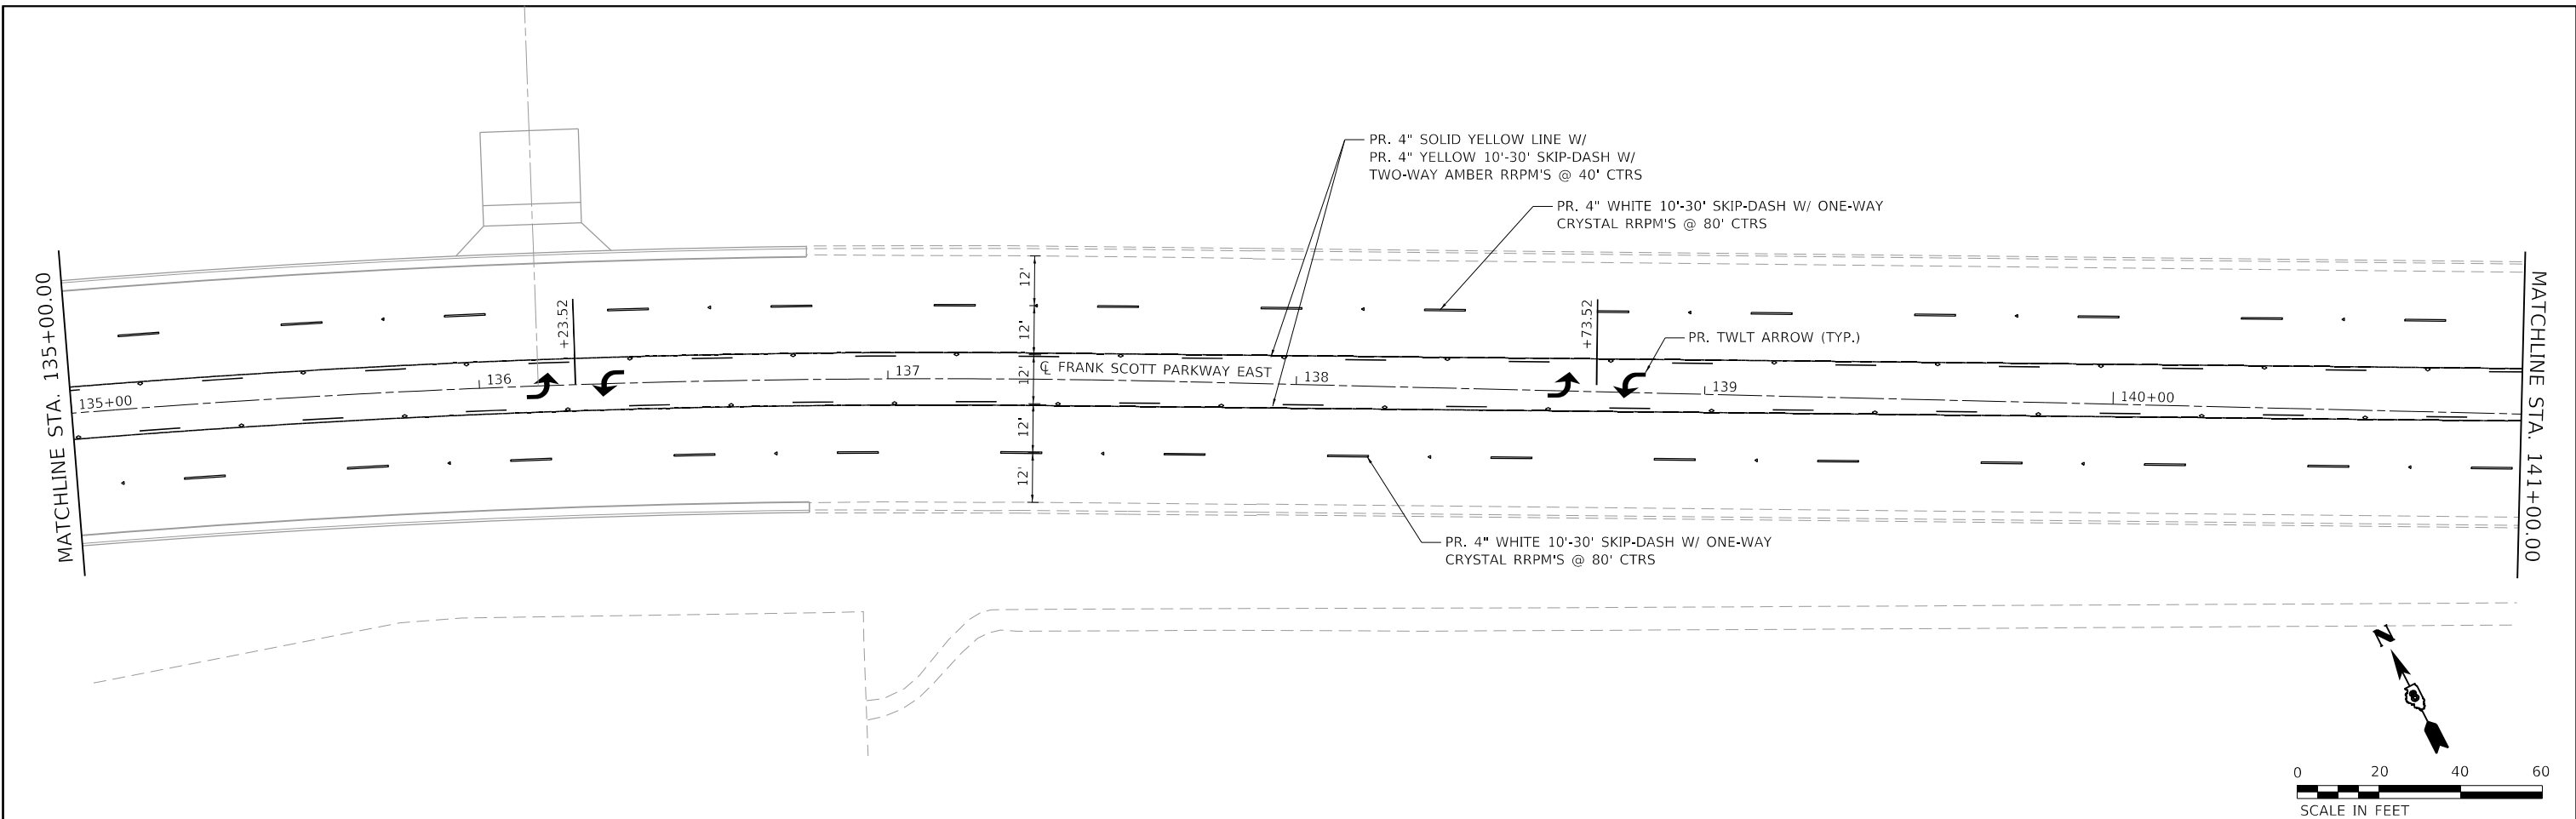 PR. 4" SOLID YELLOW LINE W/
PR. 4" YELLOW 10'-30' SKIP-DASH W/
TWO-WAY AMBER RRPM'S @ 40' CTRS
PR. 4" WHITE 10'-30' SKIP-DASH W/ ONE-WAY
CRYSTAL RRPM'S @ 80' CTRS
MATCHLINE STA. 135+00.00
+23.52
12'
12'
12'
12'
12'
+73.52
PR. TWLT ARROW (TYP.)
MATCHLINE STA. 141+00.00
135+00
136
137
℄ FRANK SCOTT PARKWAY EAST
138
139
140+00
PR. 4" WHITE 10'-30' SKIP-DASH W/ ONE-WAY
CRYSTAL RRPM'S @ 80' CTRS
N
0 20 40 60
SCALE IN FEET